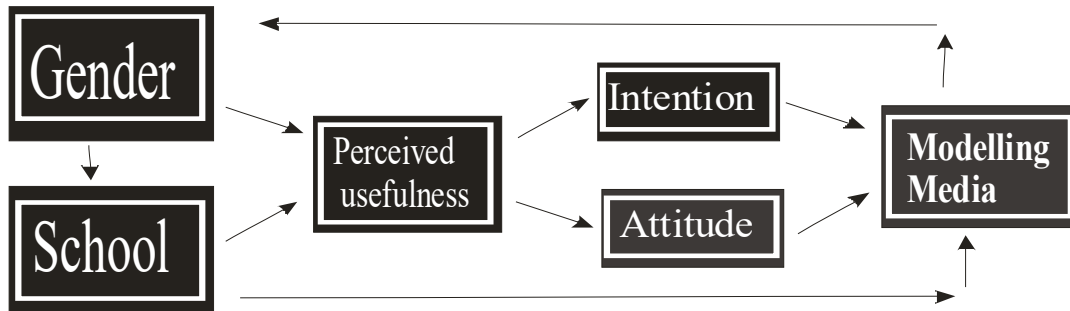 Gender
School
Perceived
usefulness
Intention
Attitude
Modelling
Media